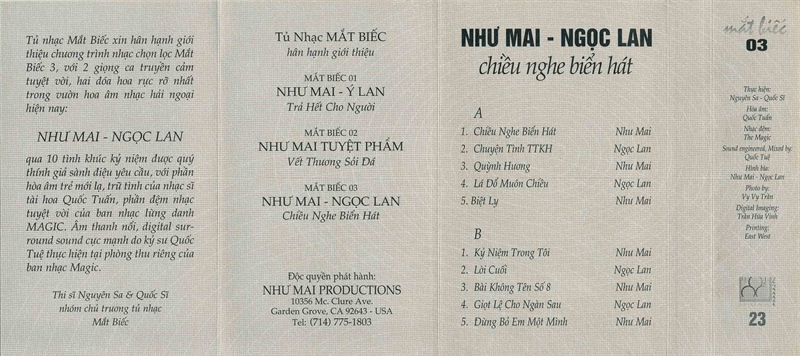 Tủ nhạc Mắt Biếc xin hân hạnh giới
thiệu chương trình nhạc chọn lọc Mắt
Biếc 3, với 2 giọng ca truyền cảm
tuyệt vời, hai đóa hoa rực rỡ nhất
trong vườn hoa âm nhạc hải ngoại
hiện nay:
NHƯ MAI - NGỌC LAN
qua 10 tình khúc kỷ niệm được quý
thính giả sành điệu yêu cầu, với phần
hòa âm trẻ mới lạ, trữ tình của nhạc sĩ
tài hoa Quốc Tuấn, phần đệm nhạc
tuyệt vời của ban nhạc lừng danh
MAGIC. Âm thanh nổi, digital sur-
round sound cực mạnh do kỹ sư Quốc
Tuệ thực hiện tại phòng thu riêng của
ban nhạc Magic.
Thi sĩ Nguyên Sa & Quốc Sĩ
nhóm chủ trương tủ nhạc
Mắt Biếc
Tủ Nhạc MẮT BIẾC
hân hạnh giới thiệu
MẮT BIẾC 01
NHƯ MAI - Ý LAN
Trả Hết Cho Người
MẮT BIẾC 02
NHƯ MAI TUYỆT PHẨM
Vết Thương Sỏi Đá
MẮT BIẾC 03
NHƯ MAI - NGỌC LAN
Chiều Nghe Biển Hát
Độc quyền phát hành:
NHƯ MAI PRODUCTIONS
10356 Mc. Clure Ave.
Garden Grove, CA 92643 - USA
Tel: (714) 775-1803
NHƯ MAI - NGỌC LAN
chiều nghe biển hát
A
1. Chiều Nghe Biển Hát Như Mai
2. Chuyện Tình TTKH Ngọc Lan
3. Quỳnh Hương Như Mai
4. Lá Đổ Muôn Chiều Ngọc Lan
5. Biệt Ly Như Mai
B
1. Kỷ Niệm Trong Tôi Như Mai
2. Lời Cuối Ngọc Lan
3. Bài Không Tên Số 8 Như Mai
4. Giọt Lệ Cho Ngàn Sau Ngọc Lan
5. Đừng Bỏ Em Một Mình Như Mai
mắt biếc
03
Thực hiện:
Nguyên Sa - Quốc Sĩ
Hòa âm:
Quốc Tuấn
Nhạc đệm:
The Magic
Sound engineered, Mixed by:
Quốc Tuệ
Hình bìa:
Như Mai - Ngọc Lan
Photo by:
Vy Vy Trần
Digital Imaging:
Trần Hứa Vinh
Printing:
East West
23